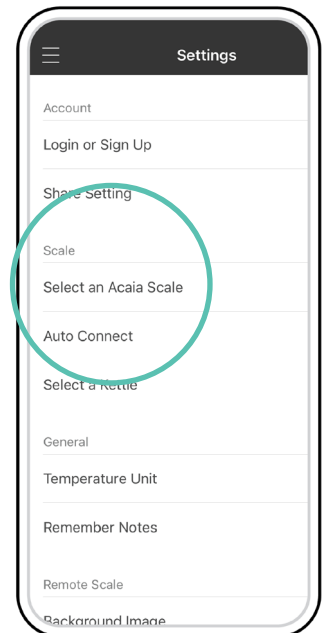 Settings
Account
Login or Sign Up
Share Setting
Scale
Select an Acaia Scale
Auto Connect
Select a Kettle
General
Temperature Unit
Remember Notes
Remote Scale
Background Image